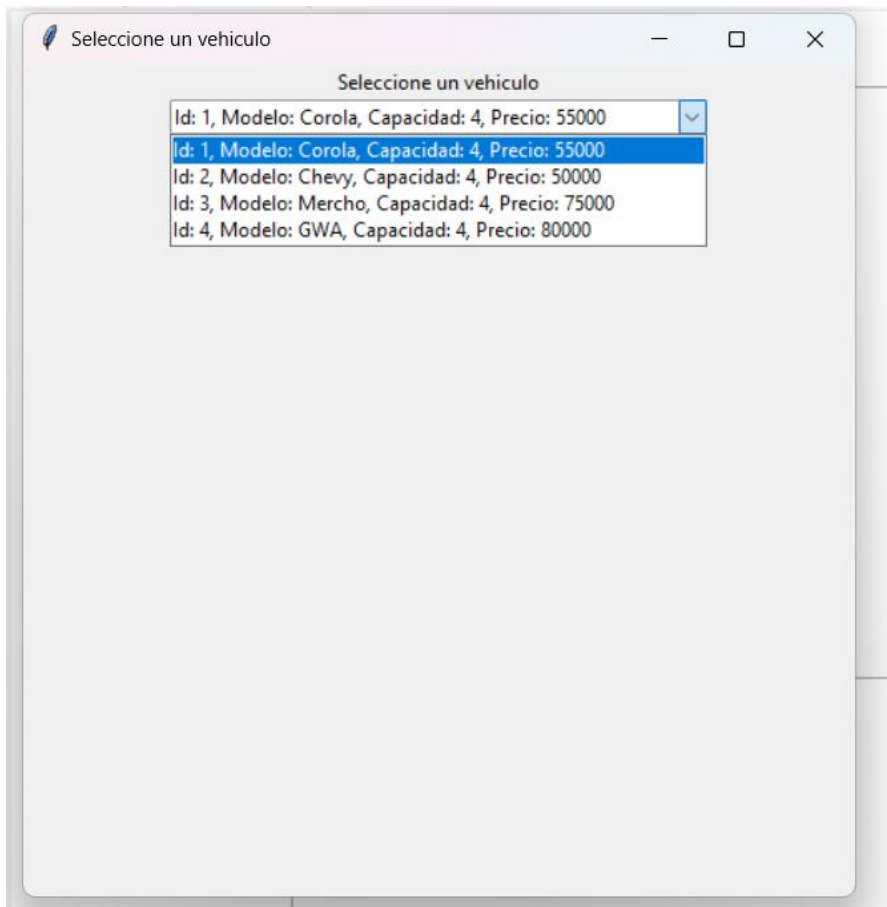 Seleccione un vehiculo
Seleccione un vehiculo
Id: 1, Modelo: Corola, Capacidad: 4, Precio: 55000
Id: 1, Modelo: Corola, Capacidad: 4, Precio: 55000
Id: 2, Modelo: Chevy, Capacidad: 4, Precio: 50000
Id: 3, Modelo: Mercho, Capacidad: 4, Precio: 75000
Id: 4, Modelo: GWA, Capacidad: 4, Precio: 80000